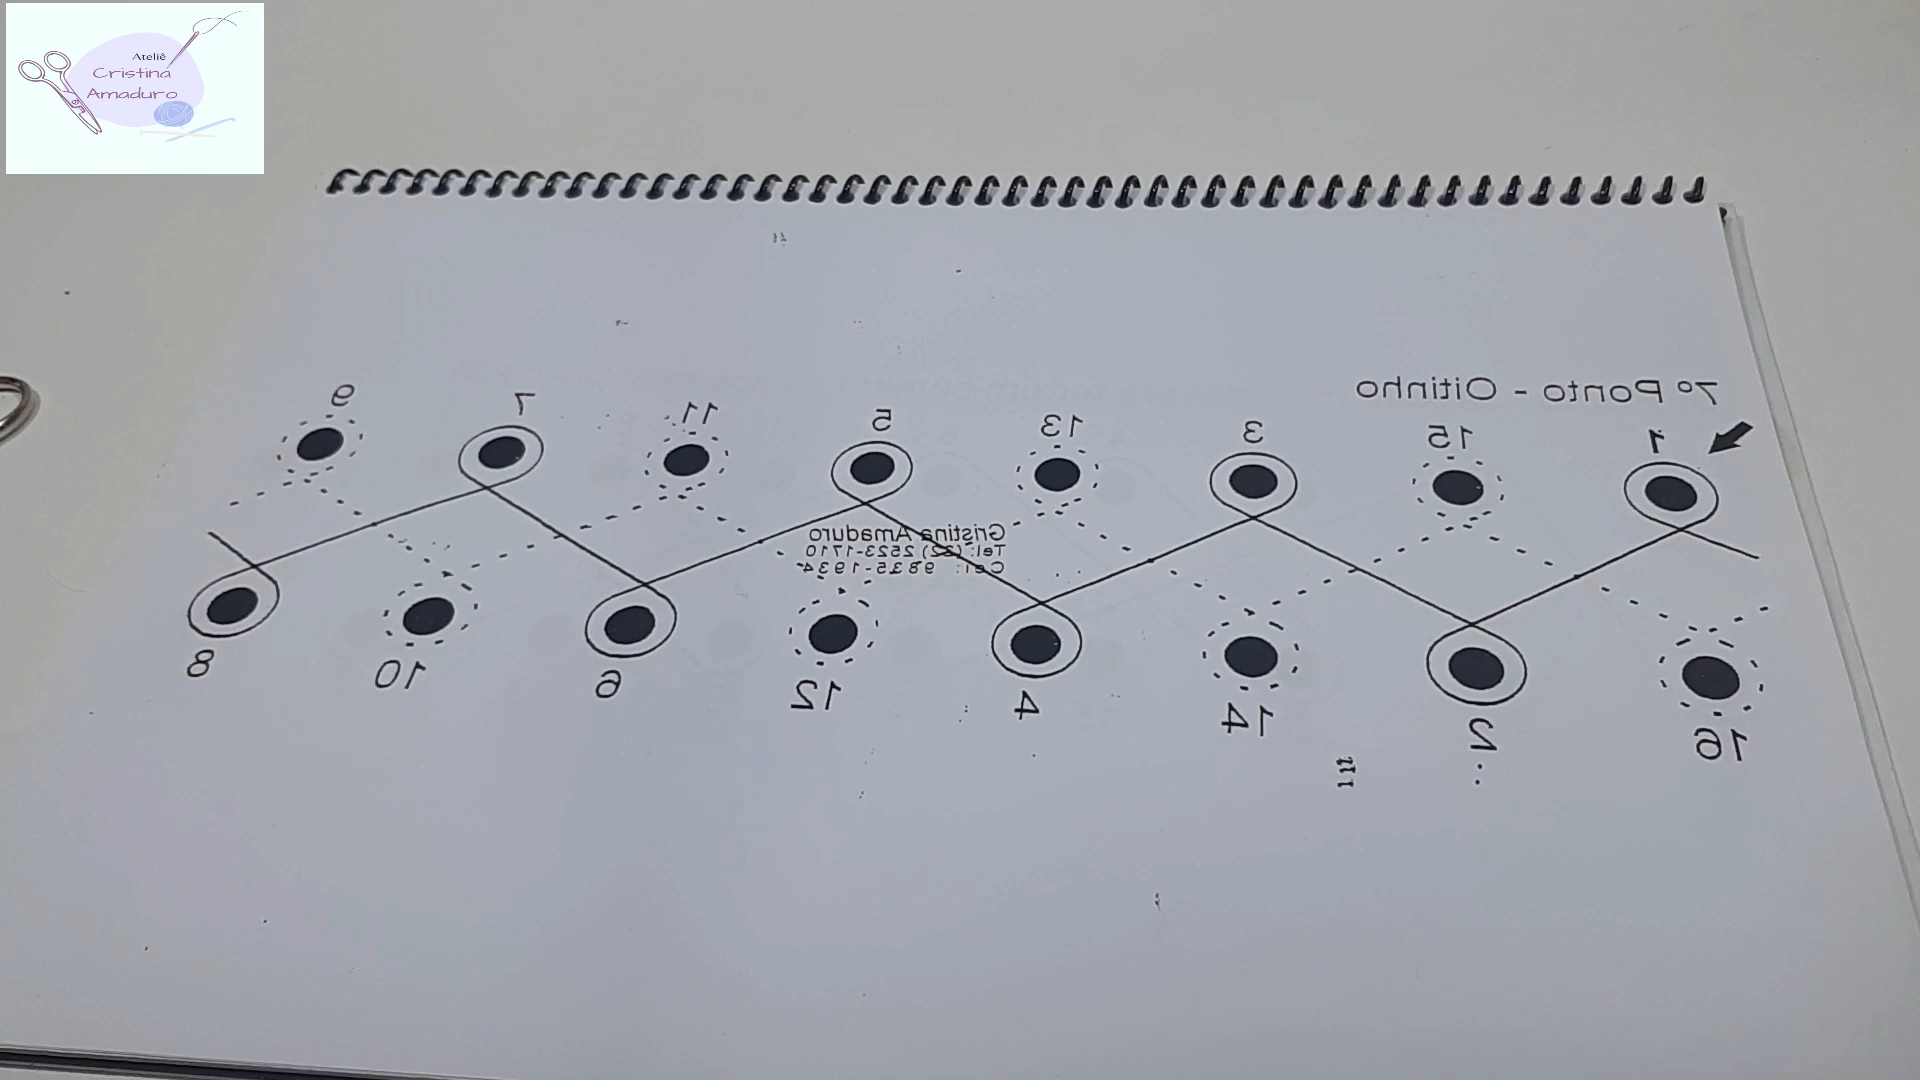 Ateliê
Cristina
Amaduro
7º Ponto - Oitinho
1
15
3
13
5
11
7
9
Cristina Amaduro
Tel: (32) 2523-1710
Cel: 9835-1934
16
2
14
4
12
6
10
8